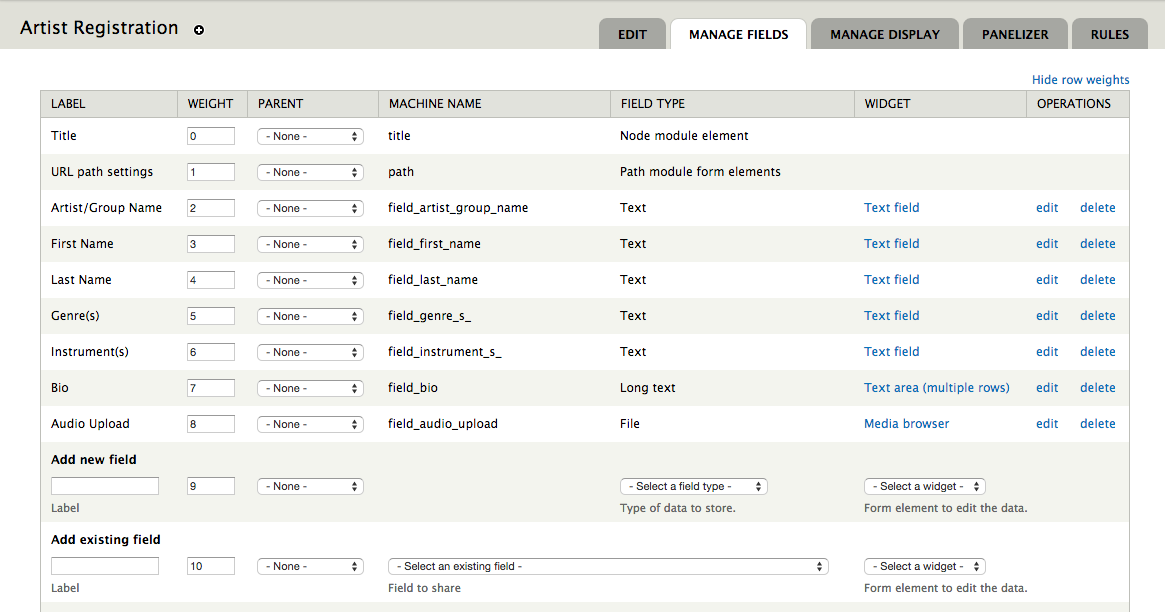 Artist Registration
EDIT MANAGE FIELDS MANAGE DISPLAY PANELIZER RULES
Hide row weights
LABEL WEIGHT PARENT MACHINE NAME FIELD TYPE WIDGET OPERATIONS
Title 0 - None - title Node module element
URL path settings 1 - None - path Path module form elements
Artist/Group Name 2 - None - field_artist_group_name Text Text field edit delete
First Name 3 - None - field_first_name Text Text field edit delete
Last Name 4 - None - field_last_name Text Text field edit delete
Genre(s) 5 - None - field_genre_s_ Text Text field edit delete
Instrument(s) 6 - None - field_instrument_s_ Text Text field edit delete
Bio 7 - None - field_bio Long text Text area (multiple rows) edit delete
Audio Upload 8 - None - field_audio_upload File Media browser edit delete
Add new field
9 - None - - Select a field type - - Select a widget -
Label Type of data to store. Form element to edit the data.
Add existing field
10 - None - - Select an existing field - - Select a widget -
Label Field to share Form element to edit the data.